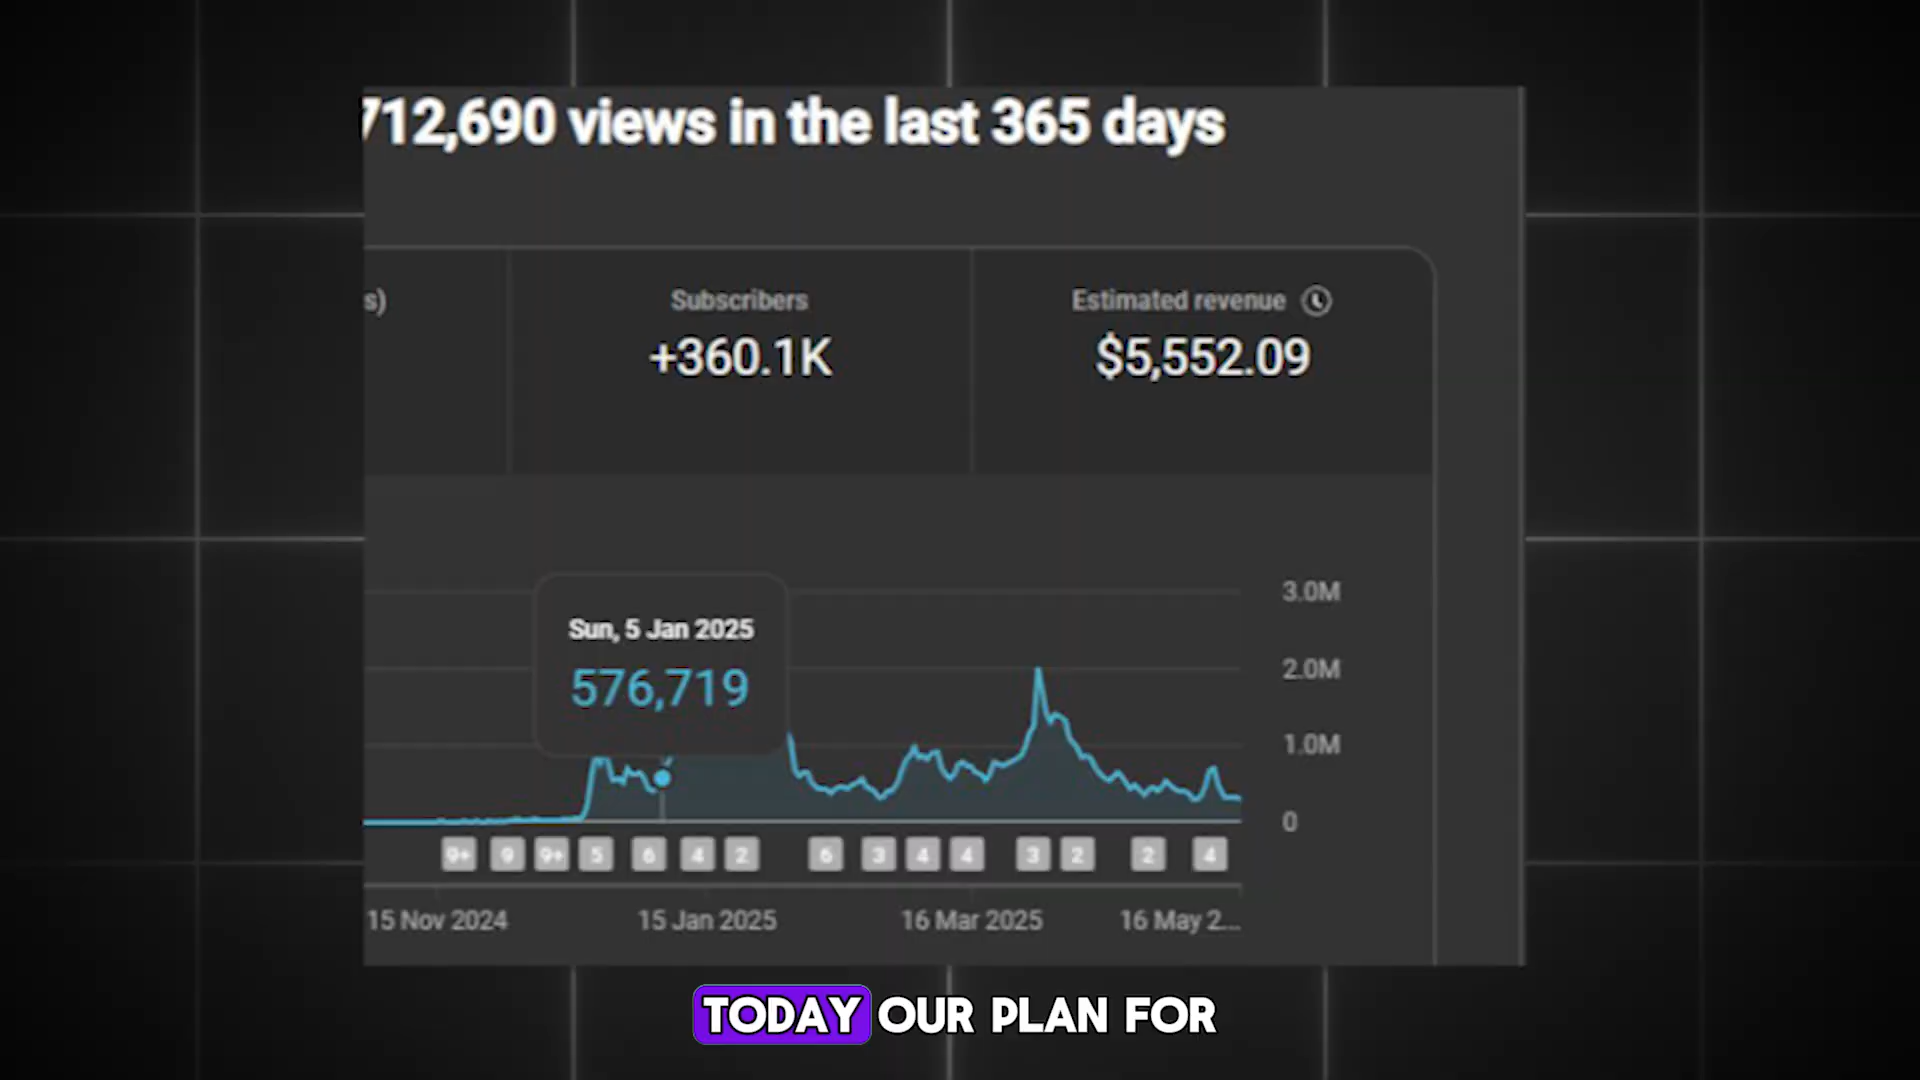 712,690 views in the last 365 days
s)
Subscribers
+360.1K
Estimated revenue
$5,552.09
3.0M
Sun, 5 Jan 2025
576,719
2.0M
1.0M
0
9+ 9 9+ 5 6 4 2 6 3 4 4 3 2 2 4
15 Nov 2024 15 Jan 2025 16 Mar 2025 16 May 2...
TODAY OUR PLAN FOR